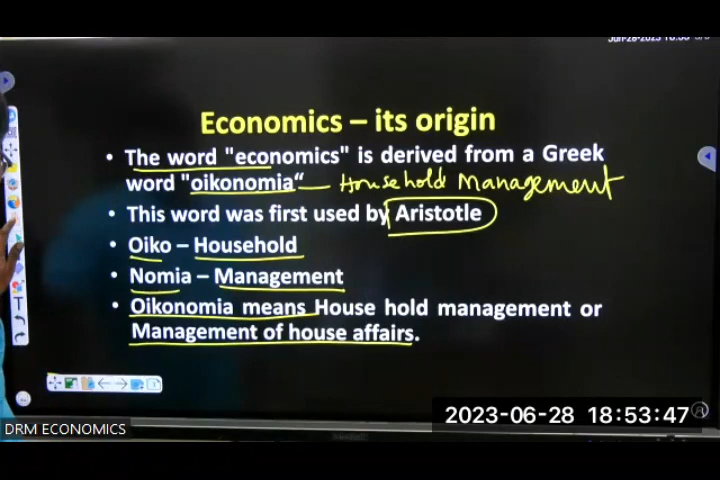 Economics – its origin
• The word "economics" is derived from a Greek
word "oikonomia“ — Household Management
• This word was first used by Aristotle
• Oiko – Household
• Nomia – Management
• Oikonomia means House hold management or
Management of house affairs.
2023-06-28 18:53:47
DRM ECONOMICS